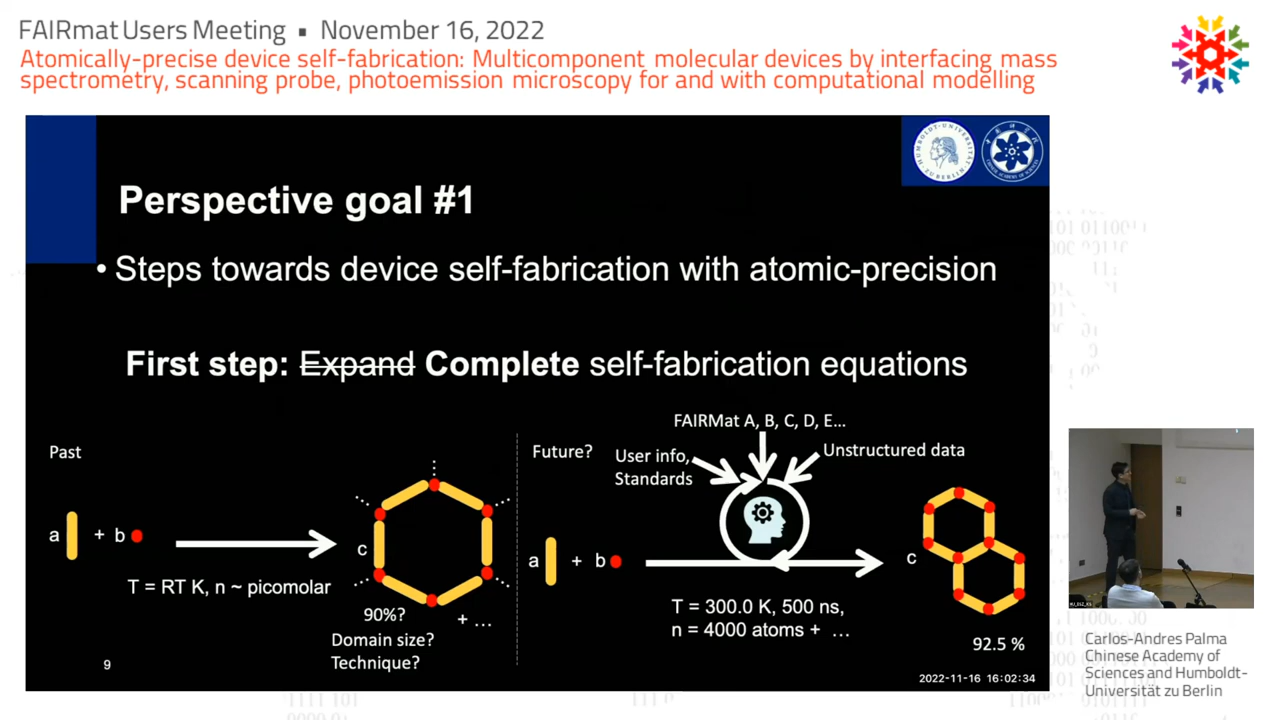 FAIRmat Users Meeting ▪ November 16, 2022
Atomically-precise device self-fabrication: Multicomponent molecular devices by interfacing mass
spectrometry, scanning probe, photoemission microscopy for and with computational modelling
Perspective goal #1
• Steps towards device self-fabrication with atomic-precision
First step: Expand Complete self-fabrication equations
Past
a + b
T = RT K, n ~ picomolar
c
90%?
Domain size?
Technique?
+ ...
Future?
FAIRMat A, B, C, D, E...
User info,
Standards
Unstructured data
a + b
T = 300.0 K, 500 ns,
n = 4000 atoms + ...
c
92.5 %
9
2022-11-16 16:02:34
HUMBOLDT-UNIVERSITÄT ZU BERLIN
Carlos-Andres Palma
Chinese Academy of
Sciences and Humboldt-
Universität zu Berlin